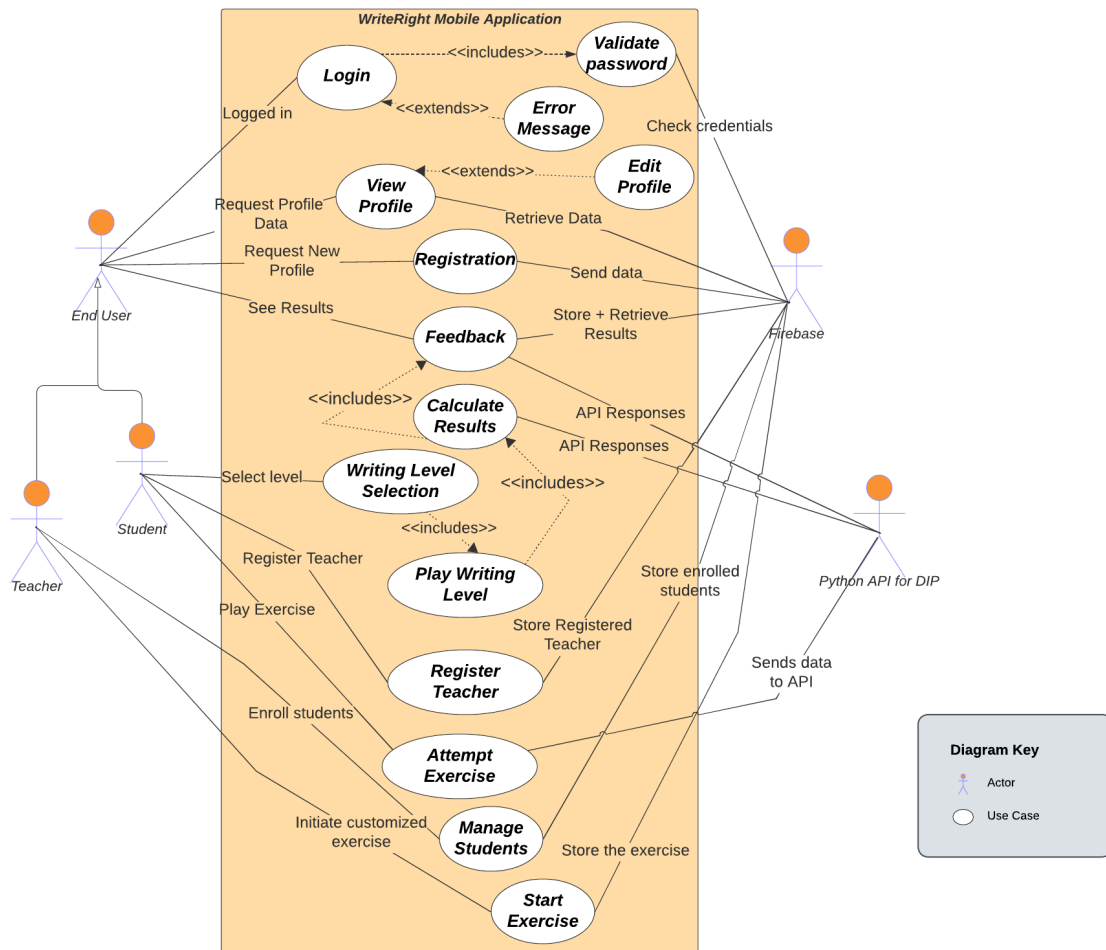 WriteRight Mobile Application
Validate
password
<<includes>>
Login
<<extends>>
Error
Message
Logged in
Check credentials
<<extends>>
Edit
Profile
View
Profile
Request Profile
Data
Retrieve Data
Request New
Profile
Registration
Send data
See Results
End User
Feedback
Store + Retrieve
Results
Firebase
<<includes>>
Calculate
Results
API Responses
API Responses
Select level
Writing Level
Selection
<<includes>>
<<includes>>
Student
Teacher
Register Teacher
Play Writing
Level
Store enrolled
students
Python API for DIP
Play Exercise
Store Registered
Teacher
Register
Teacher
Sends data
to API
Enroll students
Attempt
Exercise
Initiate customized
exercise
Manage
Students
Store the exercise
Start
Exercise
Diagram Key
Actor
Use Case